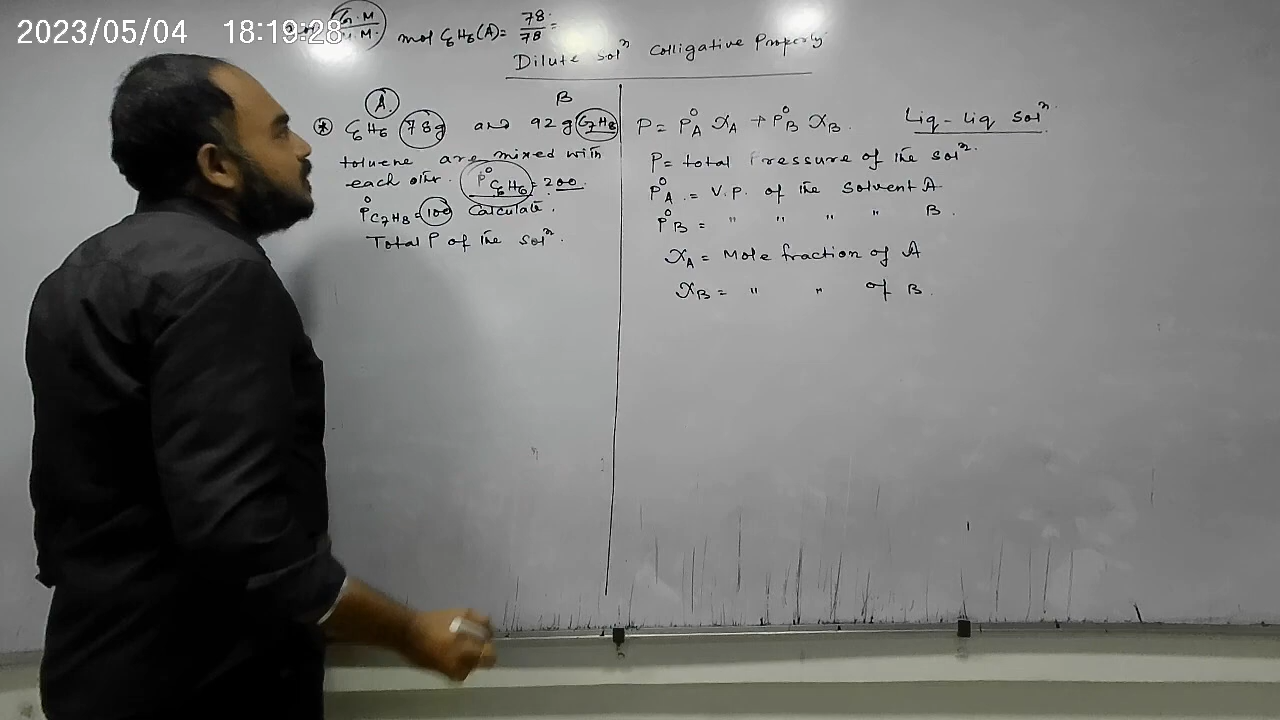 2023/05/04 18:19:28
mol C6H6(A) = 78/78 =
Dilute solⁿ Colligative Property
A B
* C6H6 78g and 92g C7H8
toluene are mixed with
each other. P°C6H6 = 200.
P°C7H8 = 100 Calculate.
Total P of the solⁿ.
P = P°A xA + P°B xB. Liq-Liq Solⁿ.
P = total Pressure of the solⁿ.
P°A = V.P. of the Solvent A
P°B = " " " " B.
xA = Mole fraction of A
xB = " " of B.